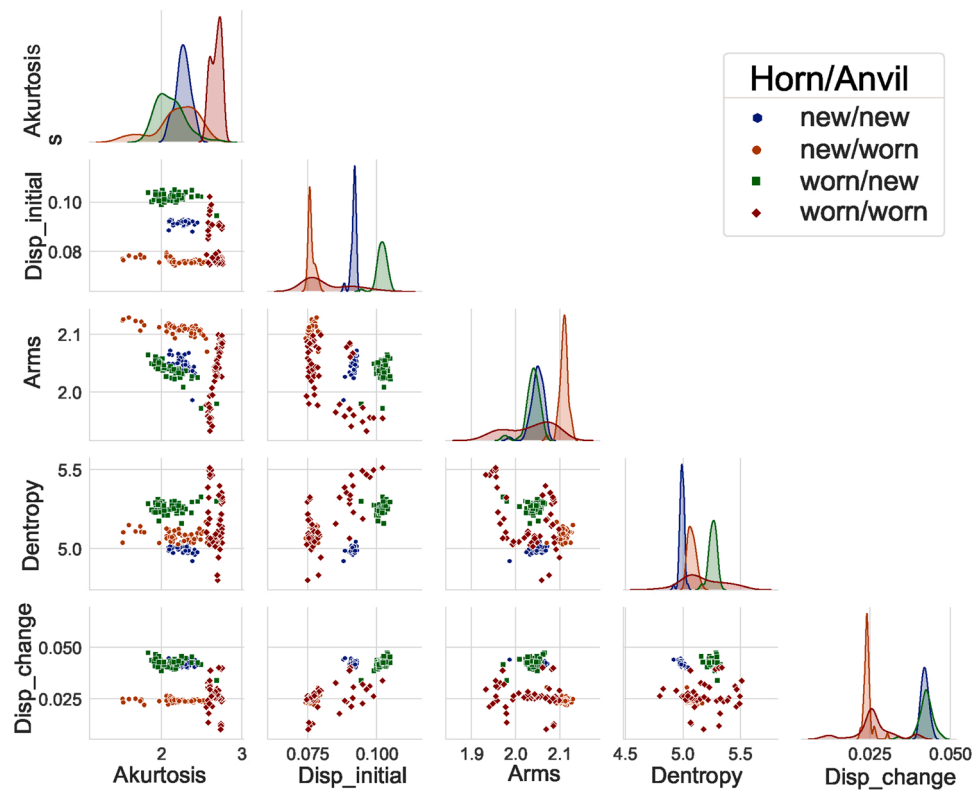 Horn/Anvil
new/new
new/worn
worn/new
worn/worn
Akurtosis
s
Disp_initial
0.10
0.08
Arms
2.1
2.0
Dentropy
5.5
5.0
Disp_change
0.050
0.025
2 3 0.075 0.100 1.9 2.0 2.1 4.5 5.0 5.5 0.025 0.050
Akurtosis Disp_initial Arms Dentropy Disp_change